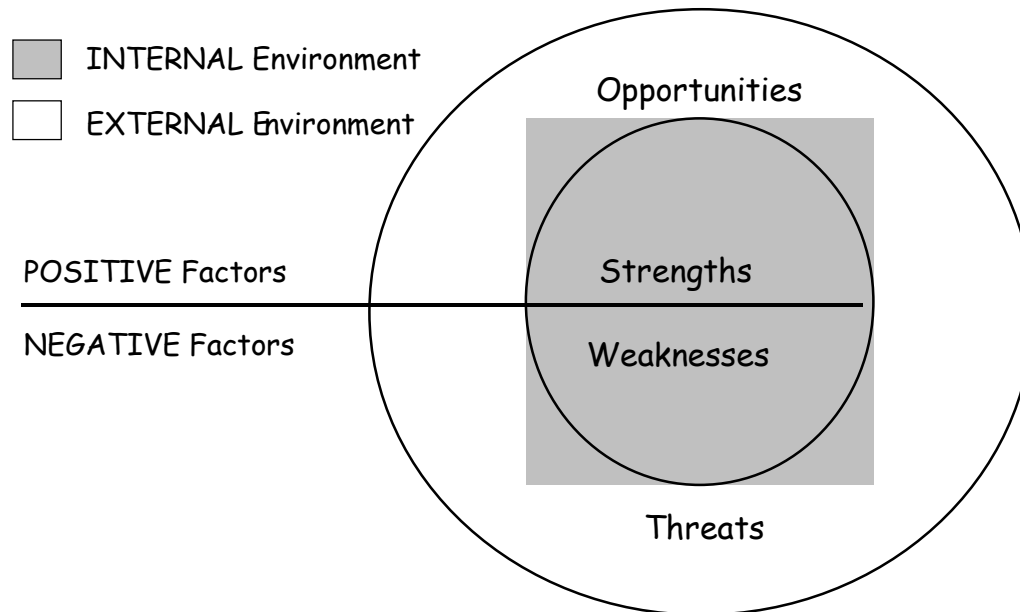 INTERNAL Environment
EXTERNAL Environment
Opportunities
POSITIVE Factors
Strengths
NEGATIVE Factors
Weaknesses
Threats